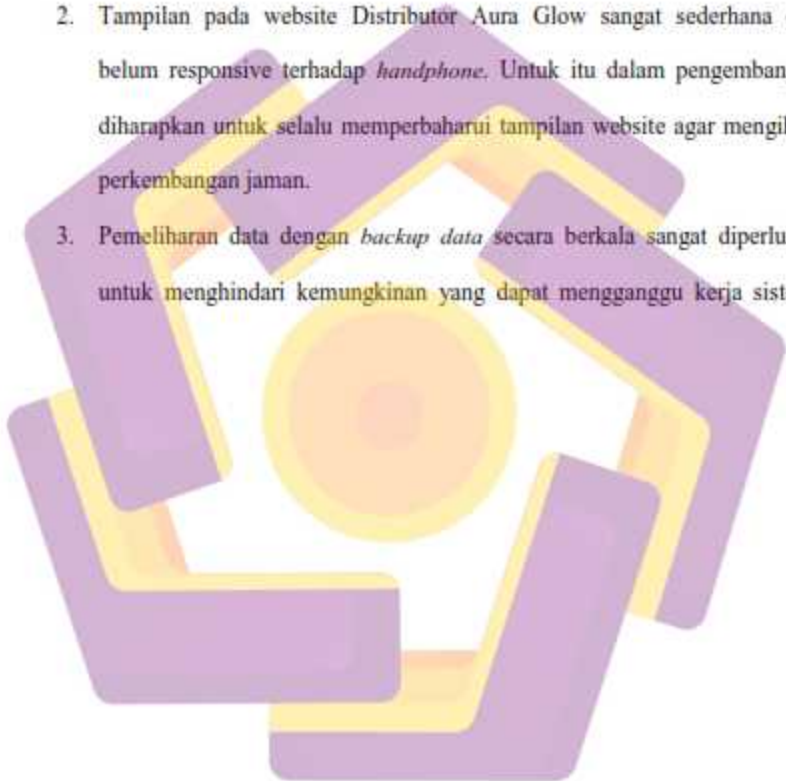 2. Tampilan pada website Distributor Aura Glow sangat sederhana
belum responsive terhadap handphone. Untuk itu dalam pengemban
diharapkan untuk selalu memperbaharui tampilan website agar mengi
perkembangan jaman.
3. Pemeliharan data dengan backup data secara berkala sangat diperlu
untuk menghindari kemungkinan yang dapat mengganggu kerja sist